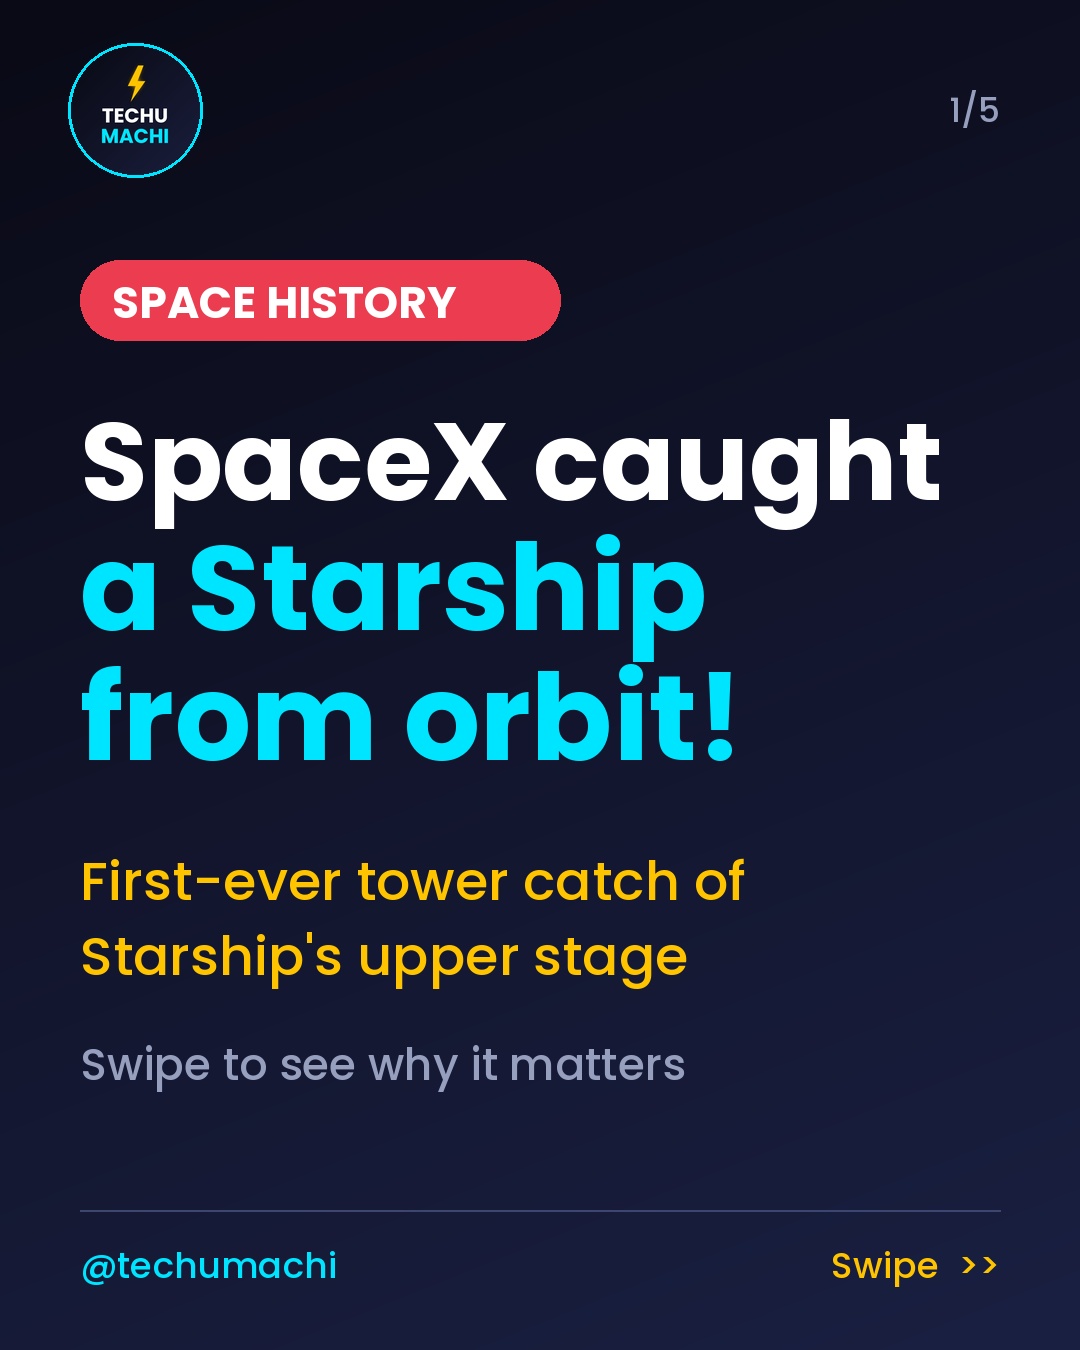 TECHU
MACHI
1/5
SPACE HISTORY
SpaceX caught
a Starship
from orbit!
First-ever tower catch of
Starship's upper stage
Swipe to see why it matters
@techumachi
Swipe >>